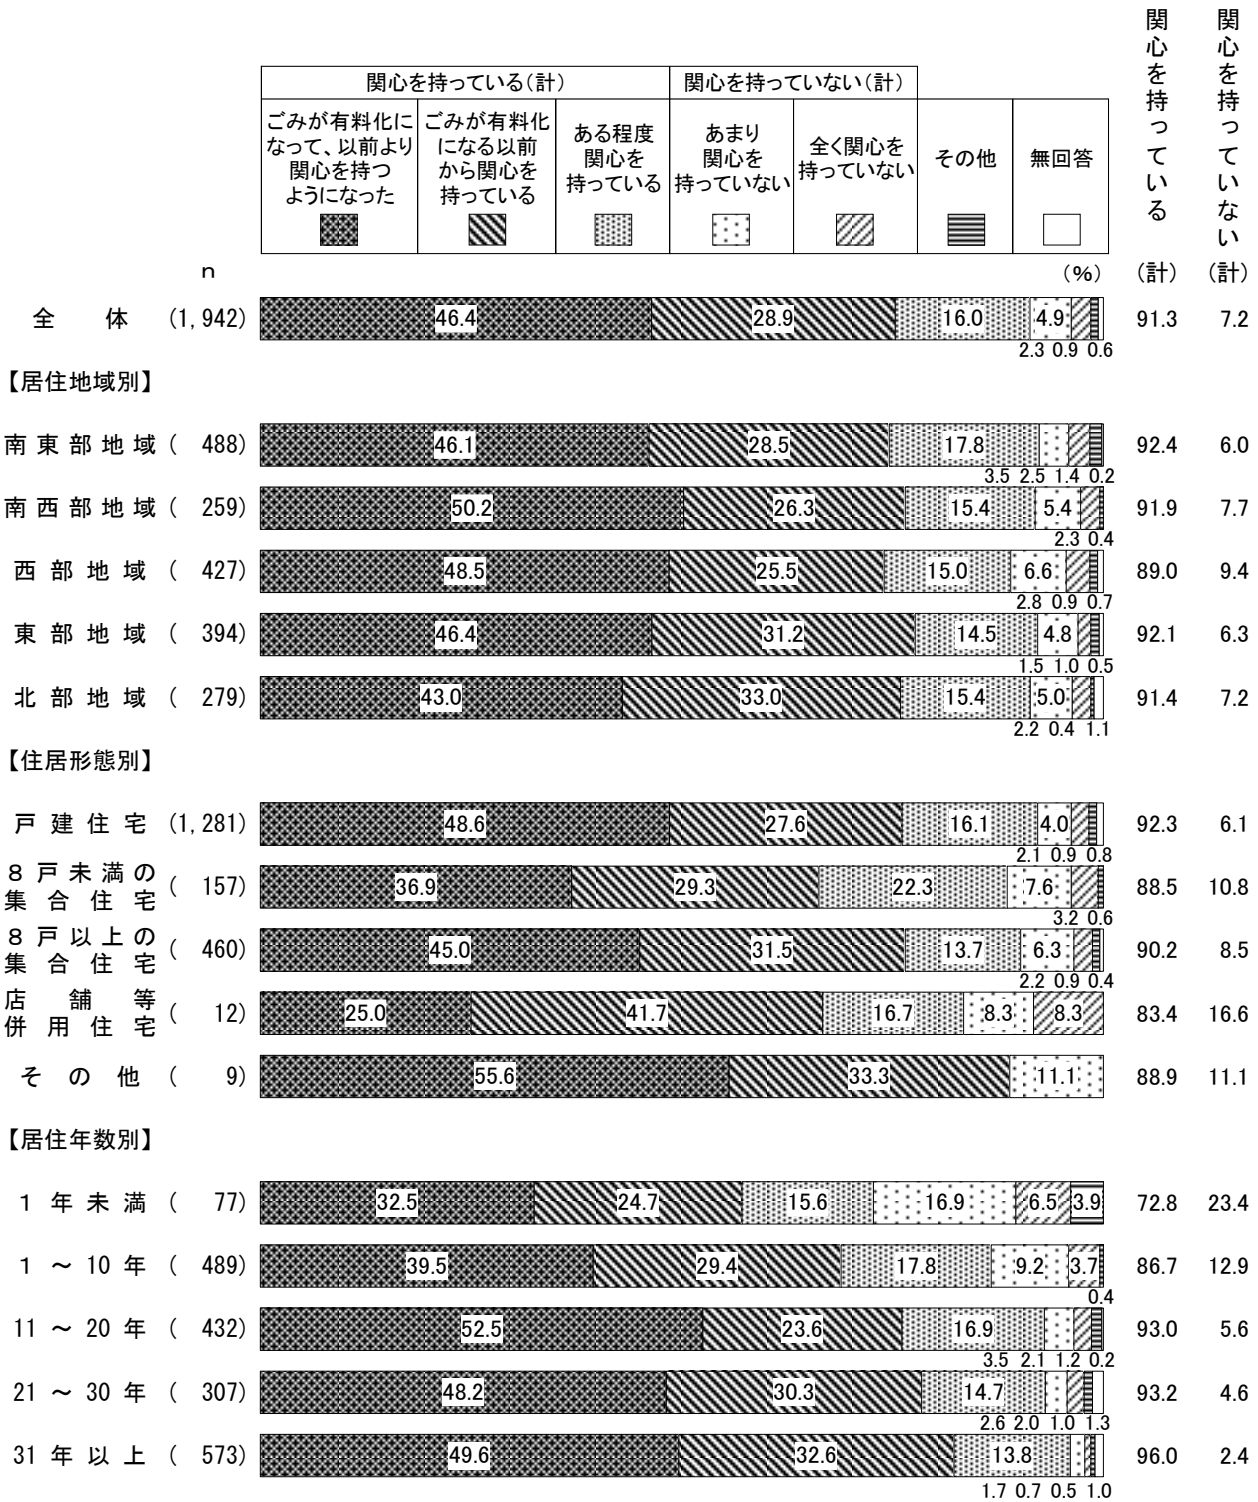 関心を持っている(計)
関心を持っていない(計)
ごみが有料化に
なって、以前より
関心を持つ
ようになった
ごみが有料化
になる以前
から関心を
持っている
ある程度
関心を
持っている
あまり
関心を
持っていない
全く関心を
持っていない
その他
無回答
関心を持っている
(計)
関心を持っていない
(計)
n
(%)
全体 (1,942) 46.4 28.9 16.0 4.9 91.3 7.2
2.3 0.9 0.6
【居住地域別】
南東部地域 ( 488) 46.1 28.5 17.8 92.4 6.0
3.5 2.5 1.4 0.2
南西部地域 ( 259) 50.2 26.3 15.4 5.4 91.9 7.7
2.3 0.4
西部地域 ( 427) 48.5 25.5 15.0 6.6 89.0 9.4
2.8 0.9 0.7
東部地域 ( 394) 46.4 31.2 14.5 4.8 92.1 6.3
1.5 1.0 0.5
北部地域 ( 279) 43.0 33.0 15.4 5.0 91.4 7.2
2.2 0.4 1.1
【住居形態別】
戸建住宅 (1,281) 48.6 27.6 16.1 4.0 92.3 6.1
2.1 0.9 0.8
8戸未満の
集合住宅 ( 157) 36.9 29.3 22.3 7.6 88.5 10.8
3.2 0.6
8戸以上の
集合住宅 ( 460) 45.0 31.5 13.7 6.3 90.2 8.5
2.2 0.9 0.4
店舗等
併用住宅 ( 12) 25.0 41.7 16.7 8.3 8.3 83.4 16.6
その他 ( 9) 55.6 33.3 11.1 88.9 11.1
【居住年数別】
1年未満 ( 77) 32.5 24.7 15.6 16.9 6.5 3.9 72.8 23.4
1～10年 ( 489) 39.5 29.4 17.8 9.2 3.7 86.7 12.9
0.4
11～20年 ( 432) 52.5 23.6 16.9 93.0 5.6
3.5 2.1 1.2 0.2
21～30年 ( 307) 48.2 30.3 14.7 93.2 4.6
2.6 2.0 1.0 1.3
31年以上 ( 573) 49.6 32.6 13.8 96.0 2.4
1.7 0.7 0.5 1.0